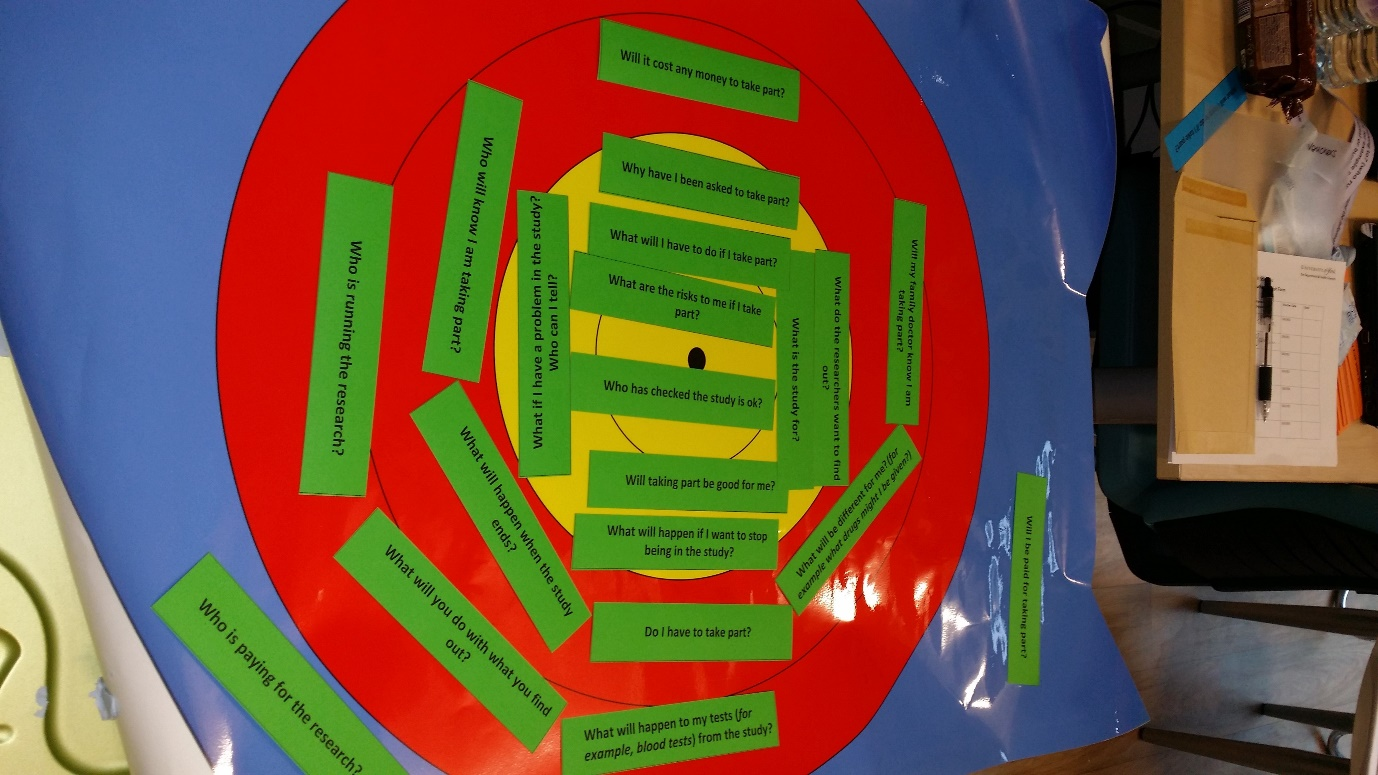 Will it cost any money to take part?
Who will know I am taking part?
Why have I been asked to take part?
Who is running the research?
What if I have a problem in the study?
Who can I tell?
What will I have to do if I take part?
What are the risks to me if I take
part?
Who has checked the study is ok?
What is the study for?
What do the researchers want to find
out?
Will my family doctor know I am
taking part?
Will taking part be good for me?
What will happen if I want to stop
being in the study?
What will be different for me? (for
example what drugs might I be given?)
What will happen when the study
ends?
What will you do with what you find
out?
Do I have to take part?
What will happen to my tests (for
example, blood tests) from the study?
Who is paying for the research?
Will I be paid for taking part?